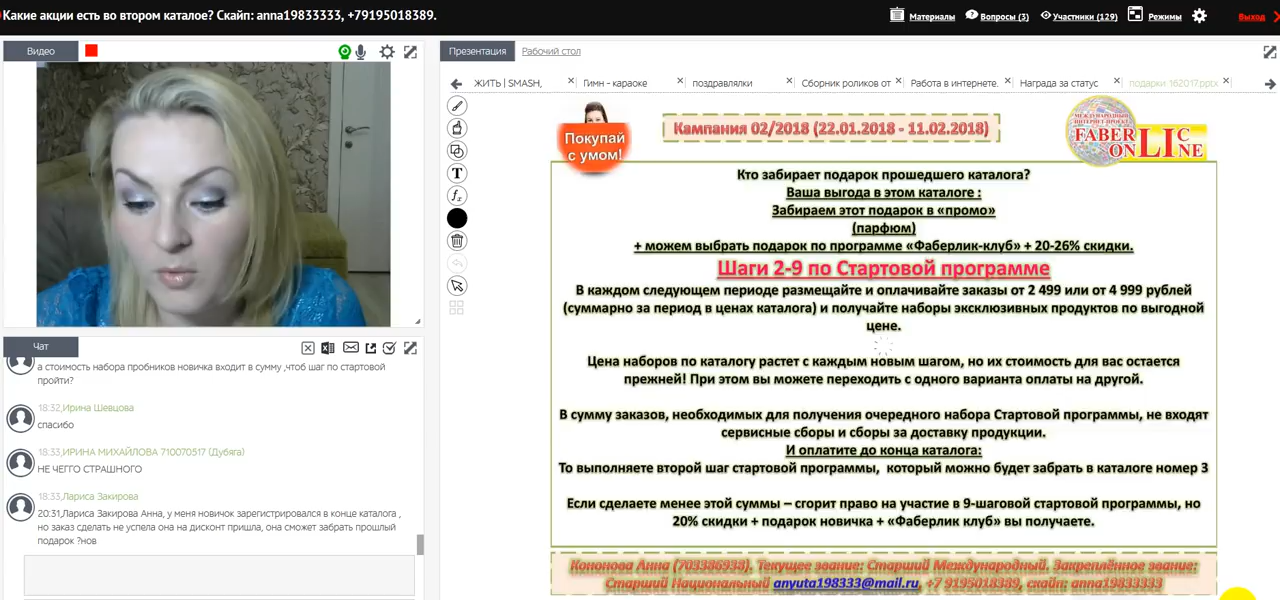 Какие акции есть во втором каталое? Скайп: anna19833333, +79195018389.
Материалы
Вопросы (3)
Участники (129)
Режимы
Выход
Видео
Презентация
Рабочий стол
ЖИТЬ | SMASH,
Гимн - караоке
поздравлялки
Сборник роликов от
Работа в интернете.
Награда за статус
подарки 162017.pptx
Покупай
с умом!
Кампания 02/2018 (22.01.2018 - 11.02.2018)
МЕЖДУНАРОДНЫЙ
ИНТЕРНЕТ ПРОЕКТ
FABERLIC
ONLINE
Кто забирает подарок прошедшего каталога?
Ваша выгода в этом каталоге :
Забираем этот подарок в «промо»
(парфюм)
+ можем выбрать подарок по программе «Фаберлик-клуб» + 20-26% скидки.
Шаги 2-9 по Стартовой программе
В каждом следующем периоде размещайте и оплачивайте заказы от 2 499 или от 4 999 рублей
(суммарно за период в ценах каталога) и получайте наборы эксклюзивных продуктов по выгодной
цене.
Цена наборов по каталогу растет с каждым новым шагом, но их стоимость для вас остается
прежней! При этом вы можете переходить с одного варианта оплаты на другой.
В сумму заказов, необходимых для получения очередного набора Стартовой программы, не входят
сервисные сборы и сборы за доставку продукции.
И оплатите до конца каталога:
То выполняете второй шаг стартовой программы, который можно будет забрать в каталоге номер 3
Если сделаете менее этой суммы – сгорит право на участие в 9-шаговой стартовой программы, но
20% скидки + подарок новичка + «Фаберлик клуб» вы получаете.
Кононова Анна (703386938). Текущее звание: Старший Международный. Закреплённое звание:
Старший Национальный anyuta198333@mail.ru, +7 9195018389, скайп: anna19833333
Чат
а стоимость набора пробников новичка входит в сумму ,чтоб шаг по стартовой
пройти?
18:32,Ирина Шевцова
спасибо
18:33,ИРИНА МИХАЙЛОВА 710070517 (Дубяга)
НЕ ЧЕГГО СТРАШНОГО
18:33,Лариса Закирова
20:31,Лариса Закирова Анна, у меня новичок зарегистрировался в конце каталога ,
но заказ сделать не успела она на дисконт пришла, она сможет забрать прошлый
подарок ?нов